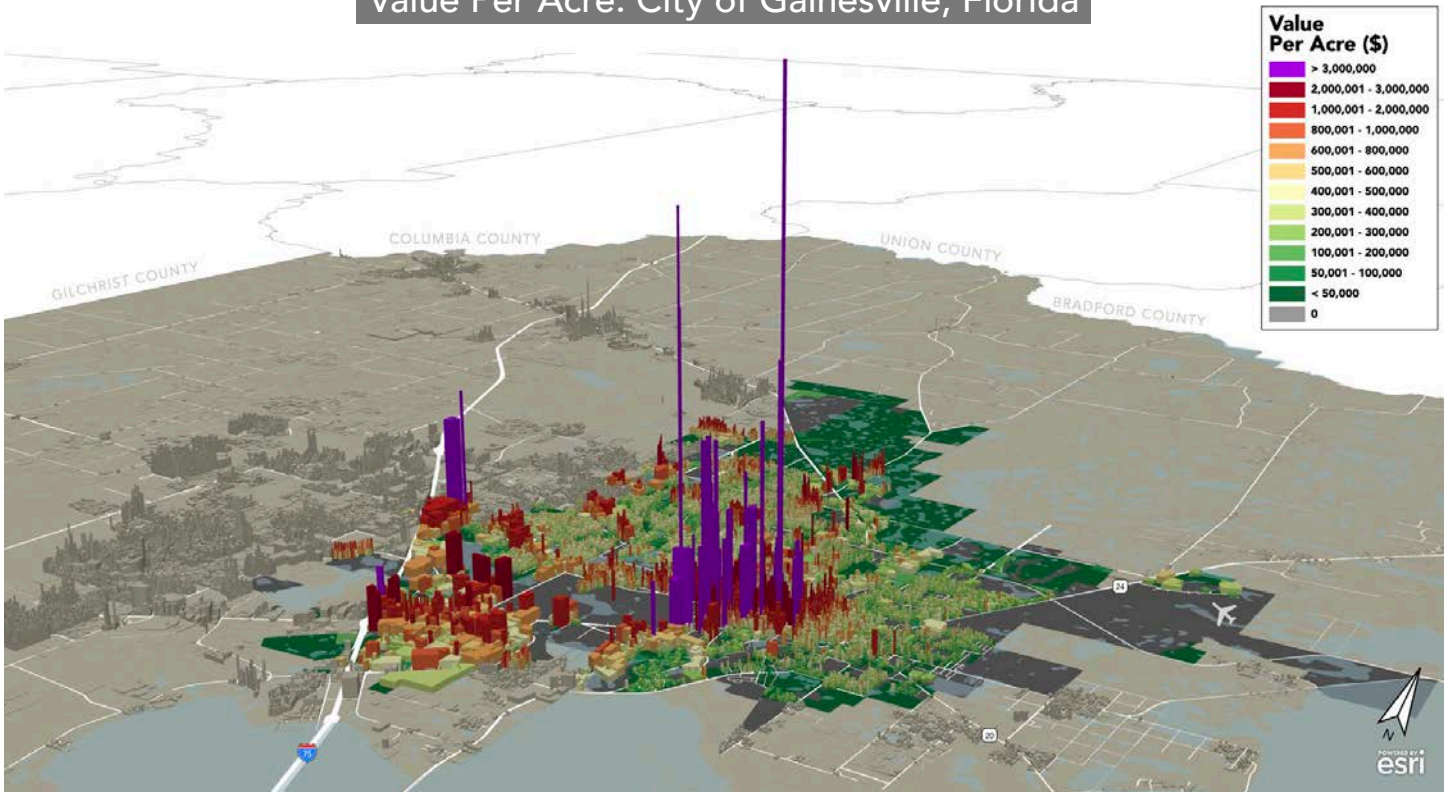 Value Per Acre: City of Gainesville, Florida
Value
Per Acre ($)
> 3,000,000
2,000,001 - 3,000,000
1,000,001 - 2,000,000
800,001 - 1,000,000
600,001 - 800,000
500,001 - 600,000
400,001 - 500,000
300,001 - 400,000
200,001 - 300,000
100,001 - 200,000
50,001 - 100,000
< 50,000
0
COLUMBIA COUNTY
UNION COUNTY
GILCHRIST COUNTY
BRADFORD COUNTY
24
20
75
N
POWERED BY
esri